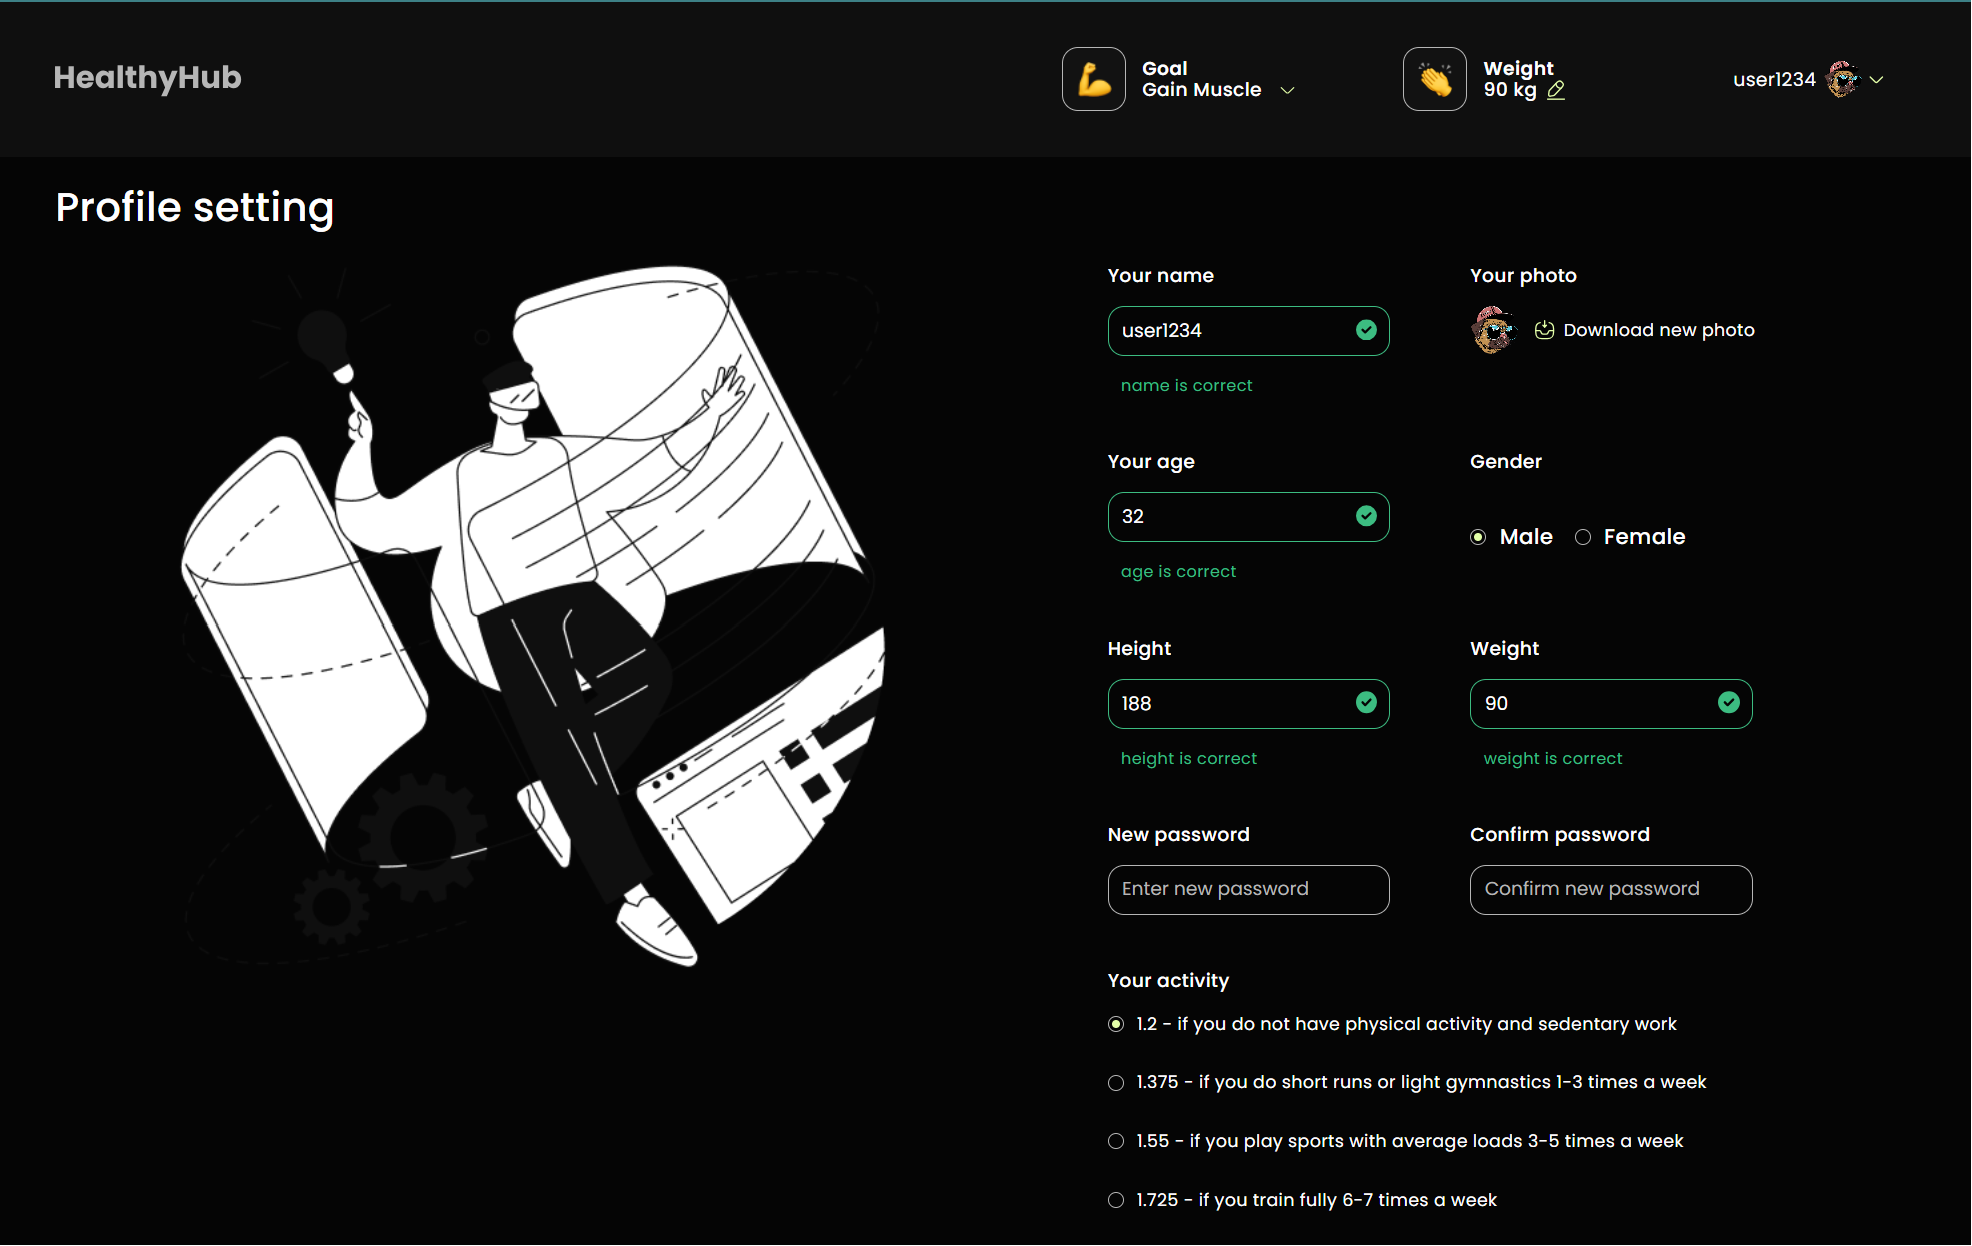 HealthyHub
Goal
Gain Muscle
Weight
90 kg
user1234
Profile setting
Your name
user1234
name is correct
Your photo
Download new photo
Your age
32
age is correct
Gender
Male
Female
Height
188
height is correct
Weight
90
weight is correct
New password
Enter new password
Confirm password
Confirm new password
Your activity
1.2 - if you do not have physical activity and sedentary work
1.375 - if you do short runs or light gymnastics 1-3 times a week
1.55 - if you play sports with average loads 3-5 times a week
1.725 - if you train fully 6-7 times a week